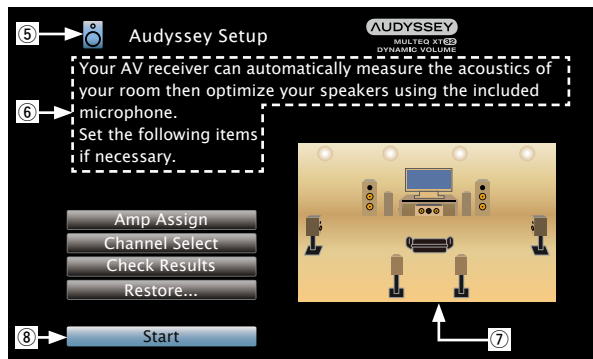 ⑤
Audyssey Setup
AUDYSSEY
MULTEQ XT32
DYNAMIC VOLUME
⑥
Your AV receiver can automatically measure the acoustics of
your room then optimize your speakers using the included
microphone.
Set the following items
if necessary.
Amp Assign
Channel Select
Check Results
Restore...
⑧
Start
⑦